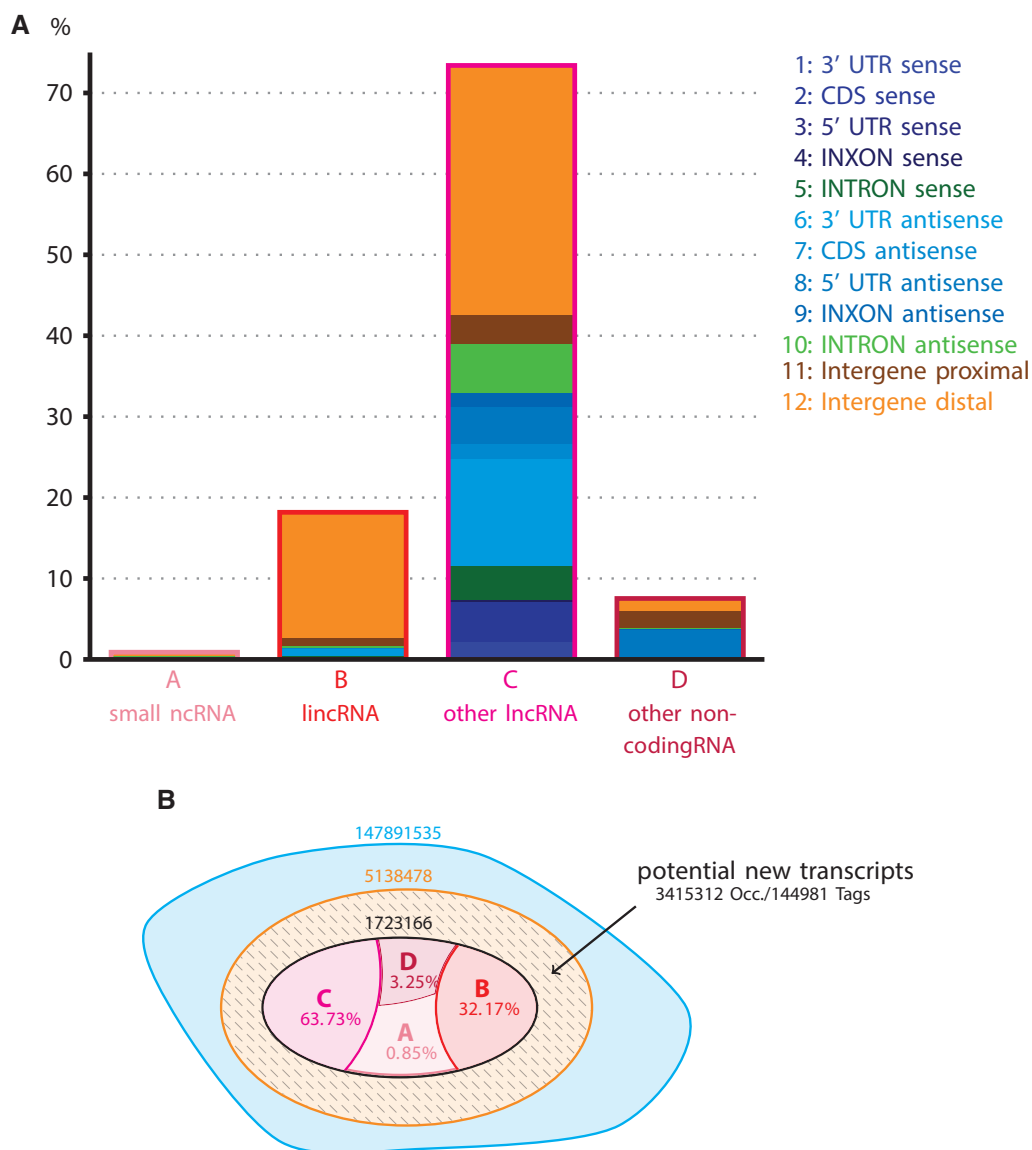 A %
70
60
50
40
30
20
10
0
1: 3’ UTR sense
2: CDS sense
3: 5’ UTR sense
4: INXON sense
5: INTRON sense
6: 3’ UTR antisense
7: CDS antisense
8: 5’ UTR antisense
9: INXON antisense
10: INTRON antisense
11: Intergene proximal
12: Intergene distal
A
small ncRNA
B
lincRNA
C
other lncRNA
D
other non-
codingRNA
B
147891535
5138478
1723166
potential new transcripts
3415312 Occ./144981 Tags
D
3.25%
C
63.73%
B
32.17%
A
0.85%